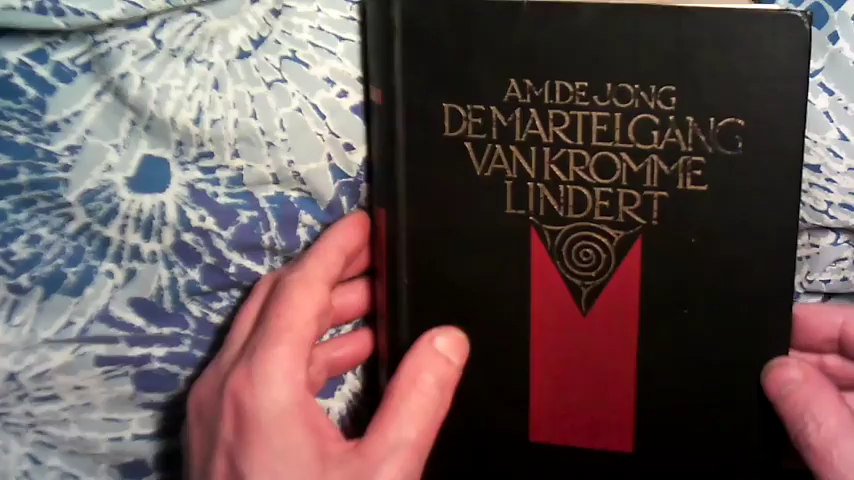 A.M. DE JONG
DE MARTELGANG
VAN KROMME
LINDERT